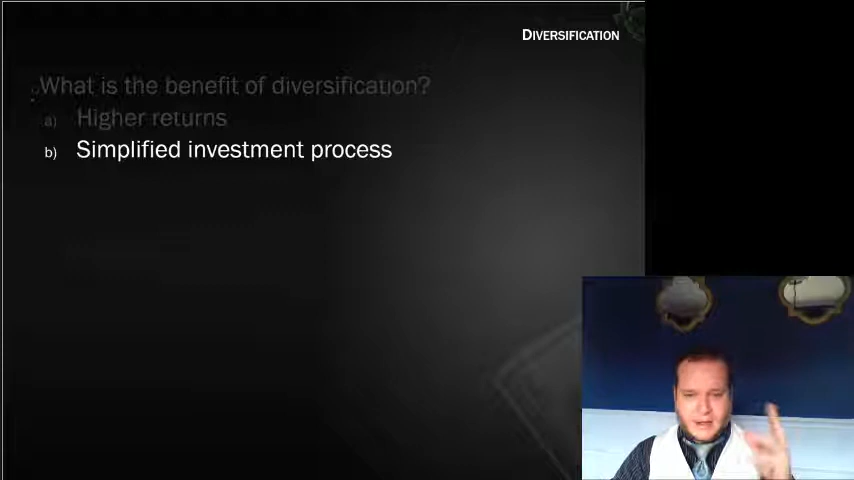 DIVERSIFICATION
What is the benefit of diversification?
a) Higher returns
b) Simplified investment process